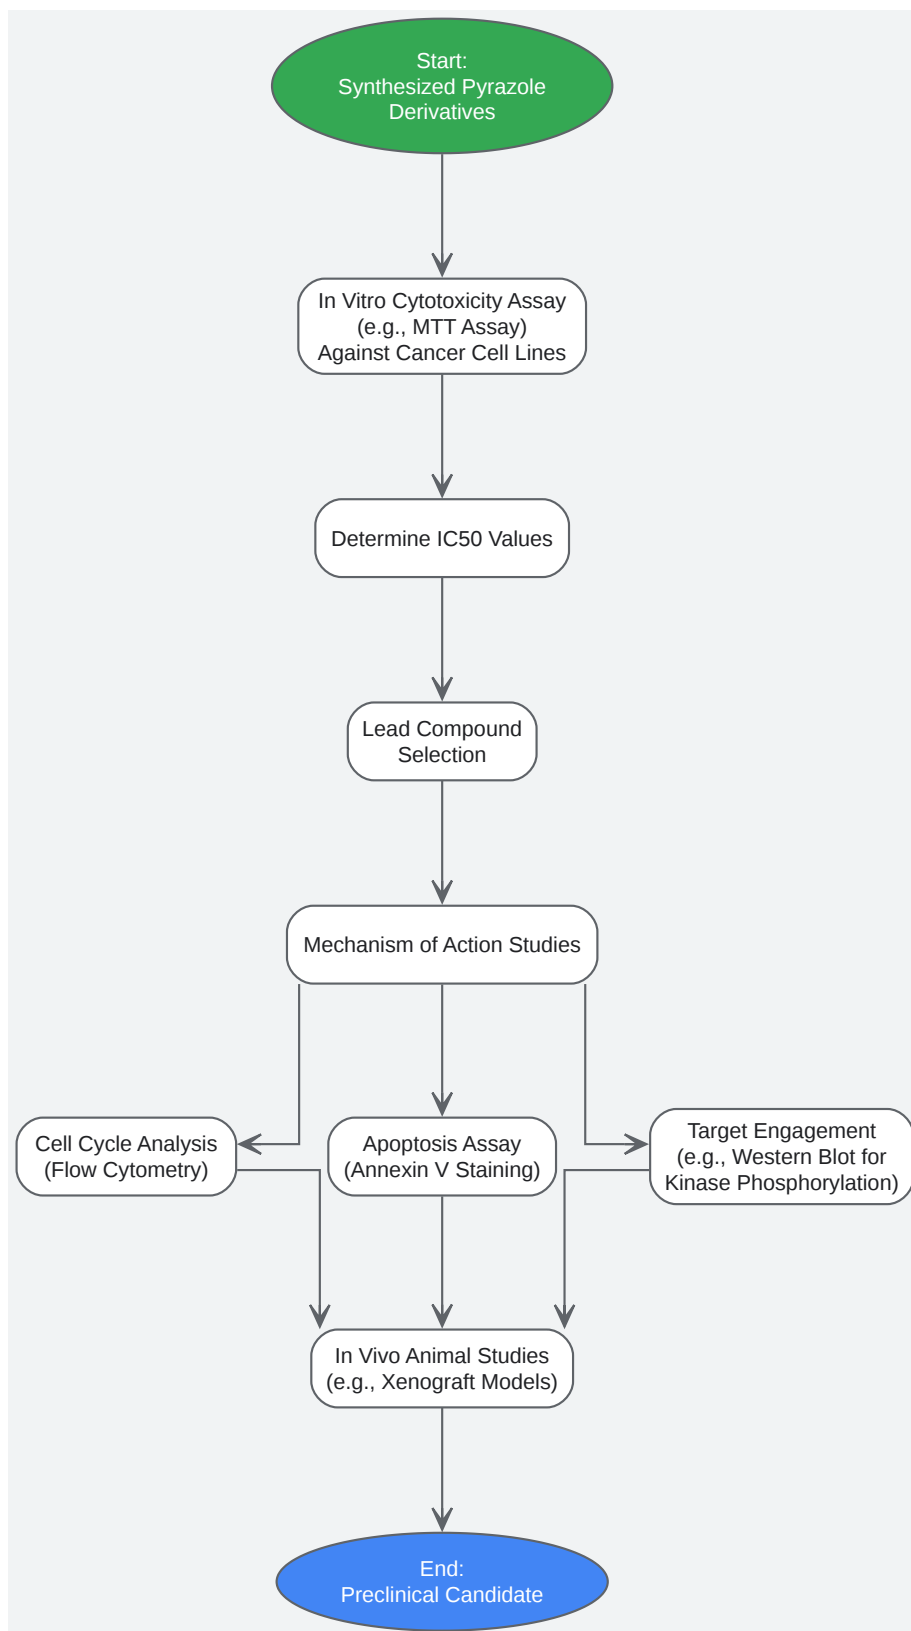 Start:
Synthesized Pyrazole
Derivatives
In Vitro Cytotoxicity Assay
(e.g., MTT Assay)
Against Cancer Cell Lines
Determine IC50 Values
Lead Compound
Selection
Mechanism of Action Studies
Cell Cycle Analysis
(Flow Cytometry)
Apoptosis Assay
(Annexin V Staining)
Target Engagement
(e.g., Western Blot for
Kinase Phosphorylation)
In Vivo Animal Studies
(e.g., Xenograft Models)
End:
Preclinical Candidate